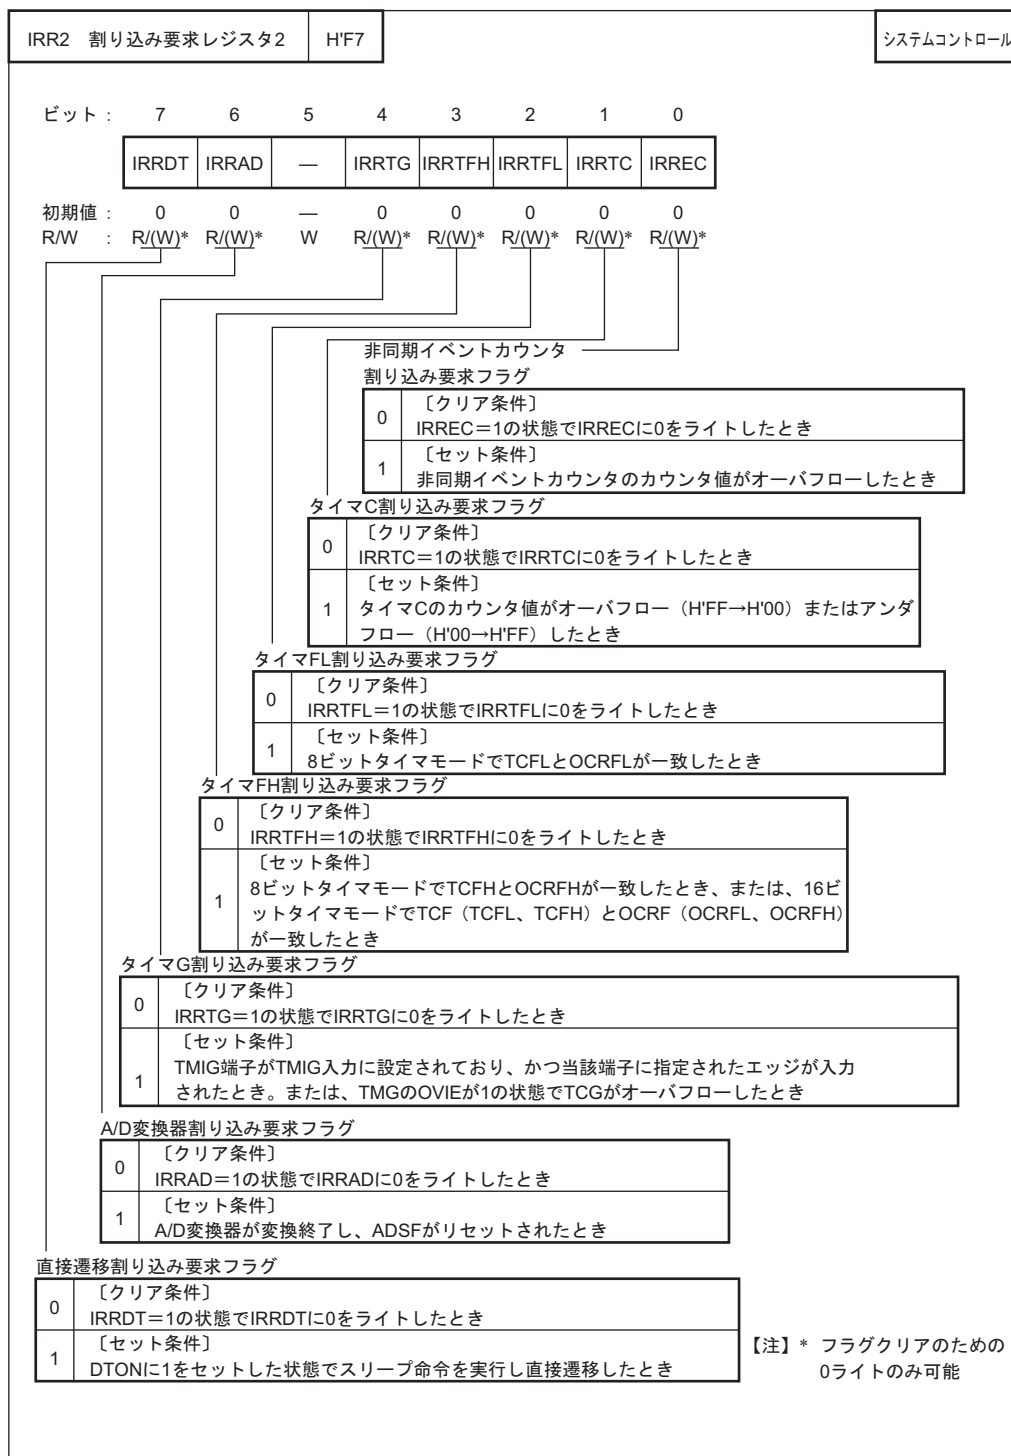 IRR2 割り込み要求レジスタ2 H'F7 システムコントロール
ビット : 7 6 5 4 3 2 1 0
IRRDT IRRAD — IRRTG IRRTFH IRRTFL IRRTC IRREC
初期値 : 0 0 — 0 0 0 0 0
R/W : R/(W)* R/(W)* W R/(W)* R/(W)* R/(W)* R/(W)* R/(W)*
非同期イベントカウンタ
割り込み要求フラグ
0 〔クリア条件〕
IRREC=1の状態でIRRECに0をライトしたとき
1 〔セット条件〕
非同期イベントカウンタのカウンタ値がオーバフローしたとき
タイマC割り込み要求フラグ
0 〔クリア条件〕
IRRTC=1の状態でIRRTCに0をライトしたとき
1 〔セット条件〕
タイマCのカウンタ値がオーバフロー（H'FF→H'00）またはアンダ
フロー（H'00→H'FF）したとき
タイマFL割り込み要求フラグ
0 〔クリア条件〕
IRRTFL=1の状態でIRRTFLに0をライトしたとき
1 〔セット条件〕
8ビットタイマモードでTCFLとOCRFLが一致したとき
タイマFH割り込み要求フラグ
0 〔クリア条件〕
IRRTFH=1の状態でIRRTFHに0をライトしたとき
1 〔セット条件〕
8ビットタイマモードでTCFHとOCRFHが一致したとき、または、16ビ
ットタイマモードでTCF（TCFL、TCFH）とOCRF（OCRFL、OCRFH）
が一致したとき
タイマG割り込み要求フラグ
0 〔クリア条件〕
IRRTG=1の状態でIRRTGに0をライトしたとき
1 〔セット条件〕
TMIG端子がTMIG入力に設定されており、かつ当該端子に指定されたエッジが入力
されたとき。または、TMGのOVIEが1の状態でTCGがオーバフローしたとき
A/D変換器割り込み要求フラグ
0 〔クリア条件〕
IRRAD=1の状態でIRRADに0をライトしたとき
1 〔セット条件〕
A/D変換器が変換終了し、ADSFがリセットされたとき
直接遷移割り込み要求フラグ
0 〔クリア条件〕
IRRDT=1の状態でIRRDTに0をライトしたとき
1 〔セット条件〕
DTONに1をセットした状態でスリープ命令を実行し直接遷移したとき
【注】* フラグクリアのための
0ライトのみ可能